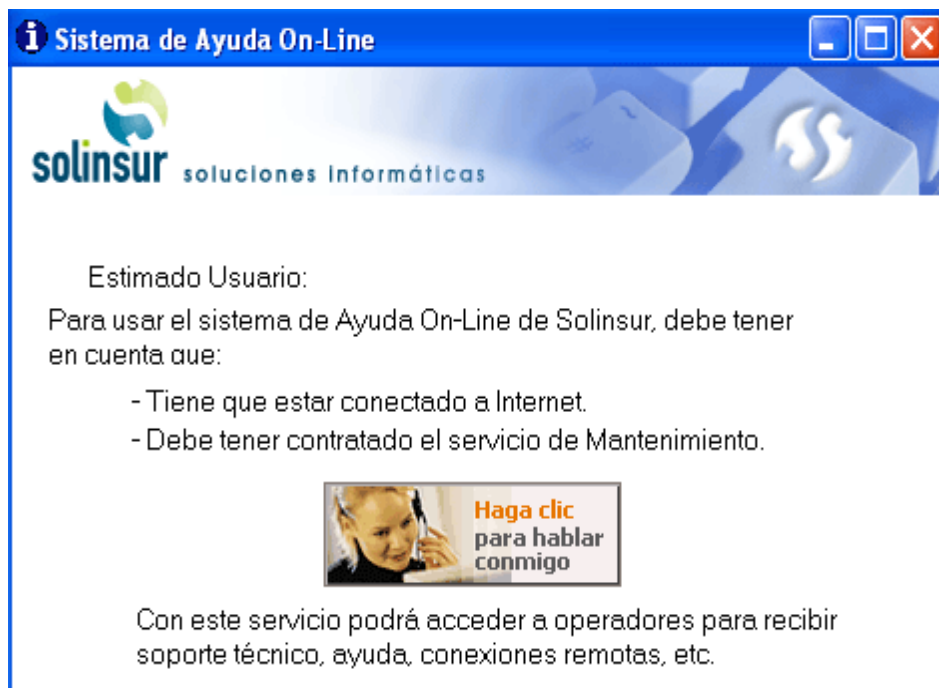 Sistema de Ayuda On-Line
solinsur soluciones informáticas
Estimado Usuario:
Para usar el sistema de Ayuda On-Line de Solinsur, debe tener
en cuenta que:
- Tiene que estar conectado a Internet.
- Debe tener contratado el servicio de Mantenimiento.
Haga clic
para hablar
conmigo
Con este servicio podrá acceder a operadores para recibir
soporte técnico, ayuda, conexiones remotas, etc.